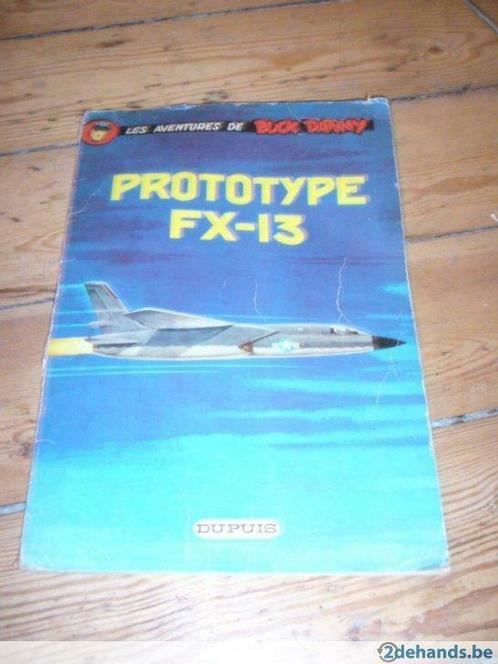 LES AVENTURES DE BUCK DANNY
PROTOTYPE
FX-13
DUPUIS
2dehands.be